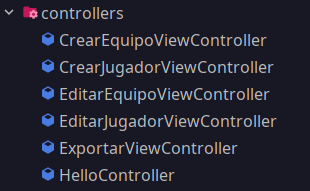 controllers
CrearEquipoViewController
CrearJugadorViewController
EditarEquipoViewController
EditarJugadorViewController
ExportarViewController
HelloController